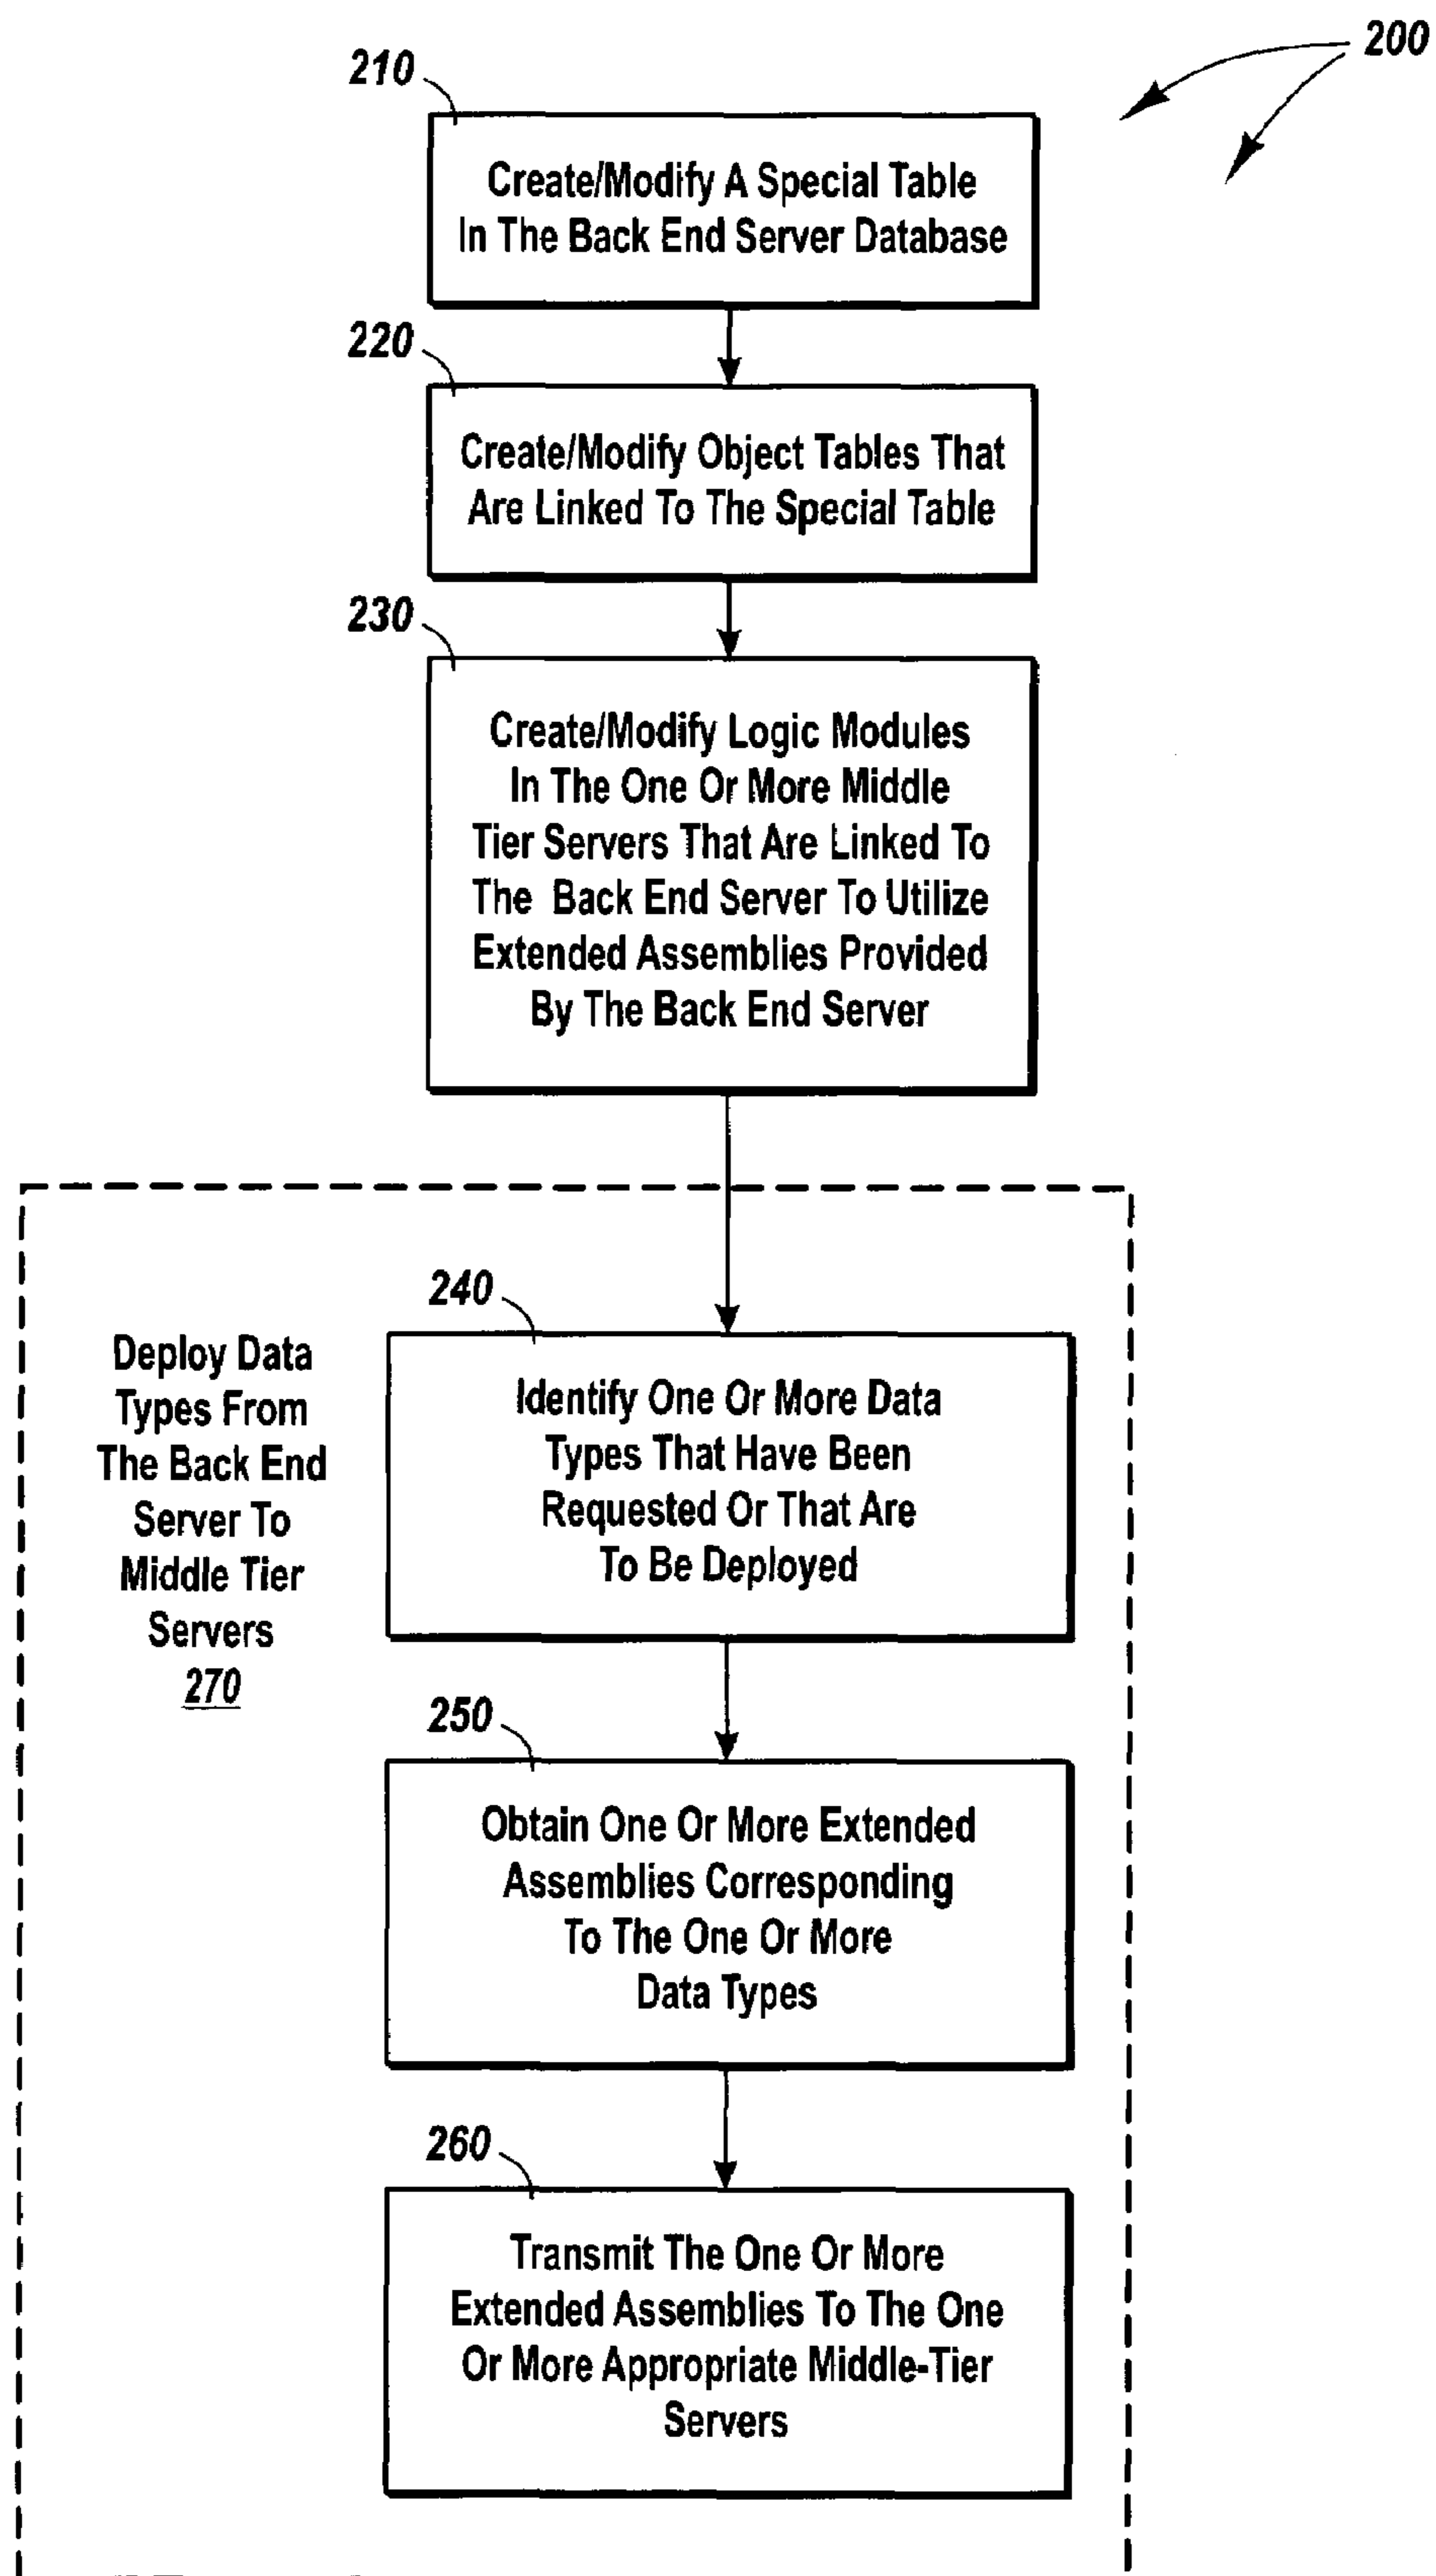 200
210
Create/Modify A Special Table
In The Back End Server Database
220
Create/Modify Object Tables That
Are Linked To The Special Table
230
Create/Modify Logic Modules
In The One Or More Middle
Tier Servers That Are Linked To
The Back End Server To Utilize
Extended Assemblies Provided
By The Back End Server
Deploy Data
Types From
The Back End
Server To
Middle Tier
Servers
270
240
Identify One Or More Data
Types That Have Been
Requested Or That Are
To Be Deployed
250
Obtain One Or More Extended
Assemblies Corresponding
To The One Or More
Data Types
260
Transmit The One Or More
Extended Assemblies To The One
Or More Appropriate Middle-Tier
Servers